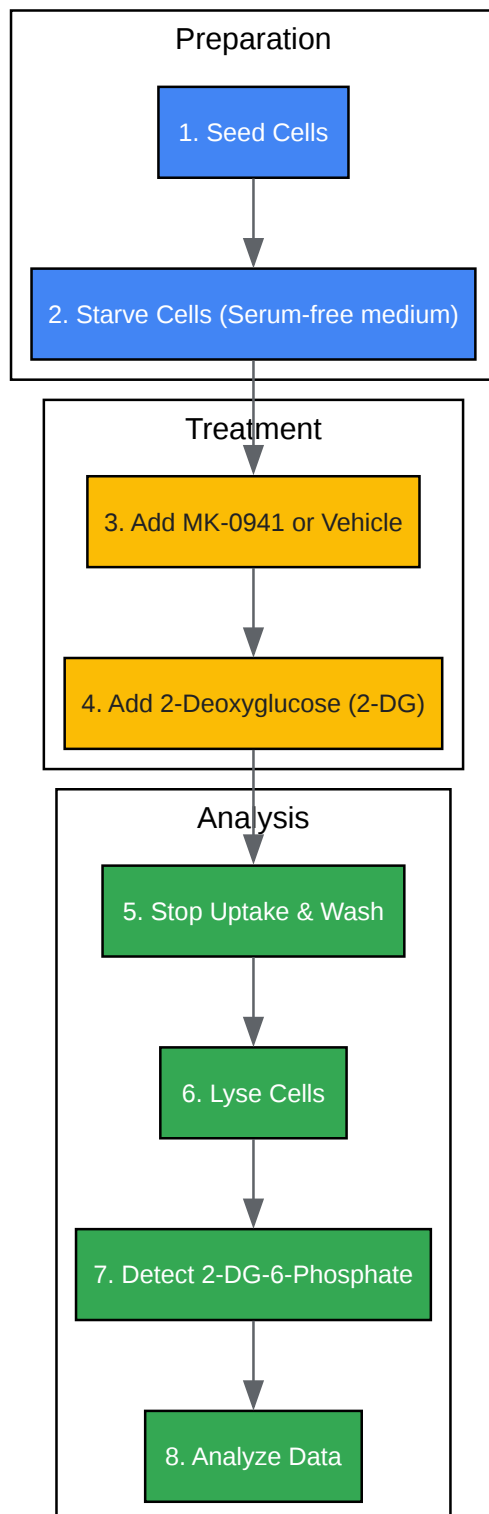 Preparation
1. Seed Cells
2. Starve Cells (Serum-free medium)
Treatment
3. Add MK-0941 or Vehicle
4. Add 2-Deoxyglucose (2-DG)
Analysis
5. Stop Uptake & Wash
6. Lyse Cells
7. Detect 2-DG-6-Phosphate
8. Analyze Data